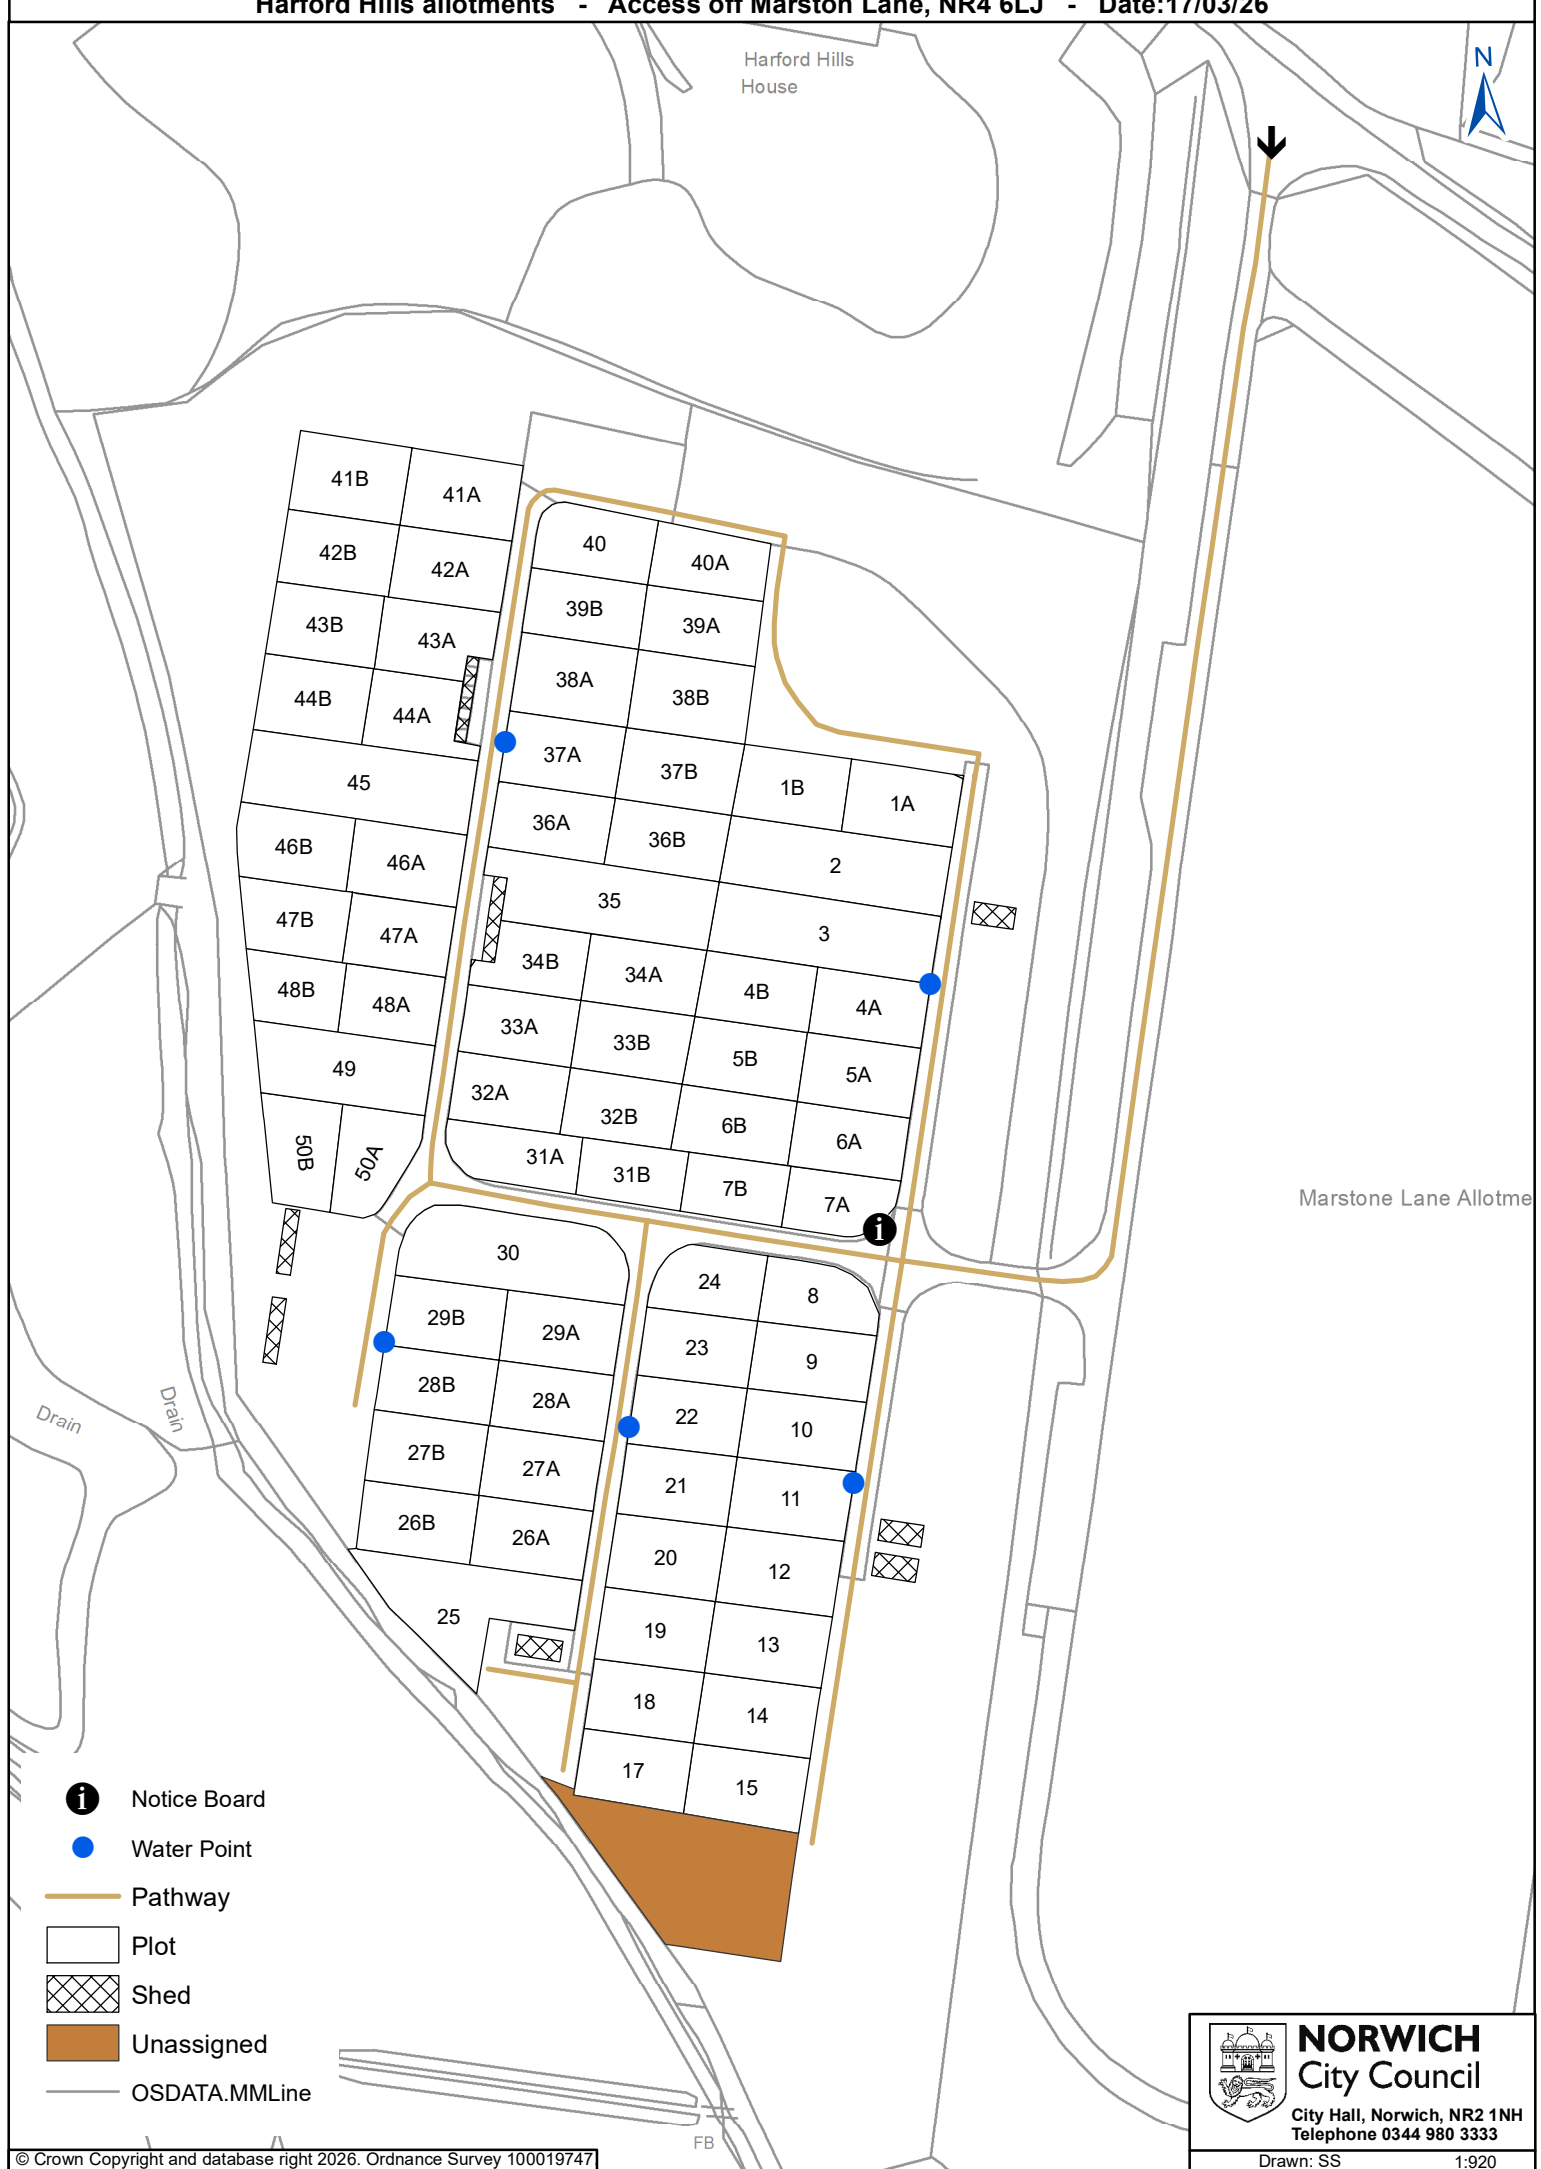 Harford Hills allotments - Access off Marston Lane, NR4 6LJ - Date:17/03/26
Harford Hills
House
N
41B
41A
42B
42A
43B
43A
44B
44A
45
46B
46A
47B
47A
48B
48A
49
50B
50A
40
40A
39B
39A
38A
38B
37A
37B
1B
1A
36A
36B
2
35
3
34B
34A
4B
4A
33A
33B
5B
5A
32A
32B
6B
6A
31A
31B
7B
7A
i
Marstone Lane Allotme
30
24
8
29B
29A
23
9
28B
28A
22
10
27B
27A
21
11
26B
26A
20
12
25
19
13
18
14
17
15
Drain
Drain
i Notice Board
Water Point
Pathway
Plot
Shed
Unassigned
OSDATA.MMLine
FB
NORWICH
City Council
City Hall, Norwich, NR2 1NH
Telephone 0344 980 3333
© Crown Copyright and database right 2026. Ordnance Survey 100019747
Drawn: SS 1:920